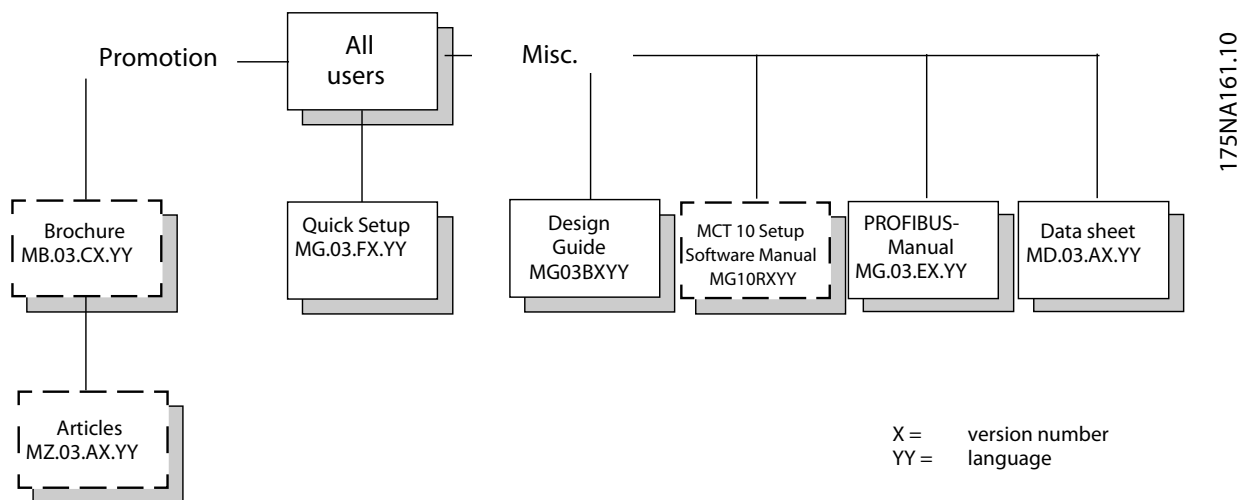 Promotion
All
users
Misc.
175NA161.10
Brochure
MB.03.CX.YY
Quick Setup
MG.03.FX.YY
Design
Guide
MG03BXYY
MCT 10 Setup
Software Manual
MG10RXYY
PROFIBUS-
Manual
MG.03.EX.YY
Data sheet
MD.03.AX.YY
Articles
MZ.03.AX.YY
X = version number
YY = language